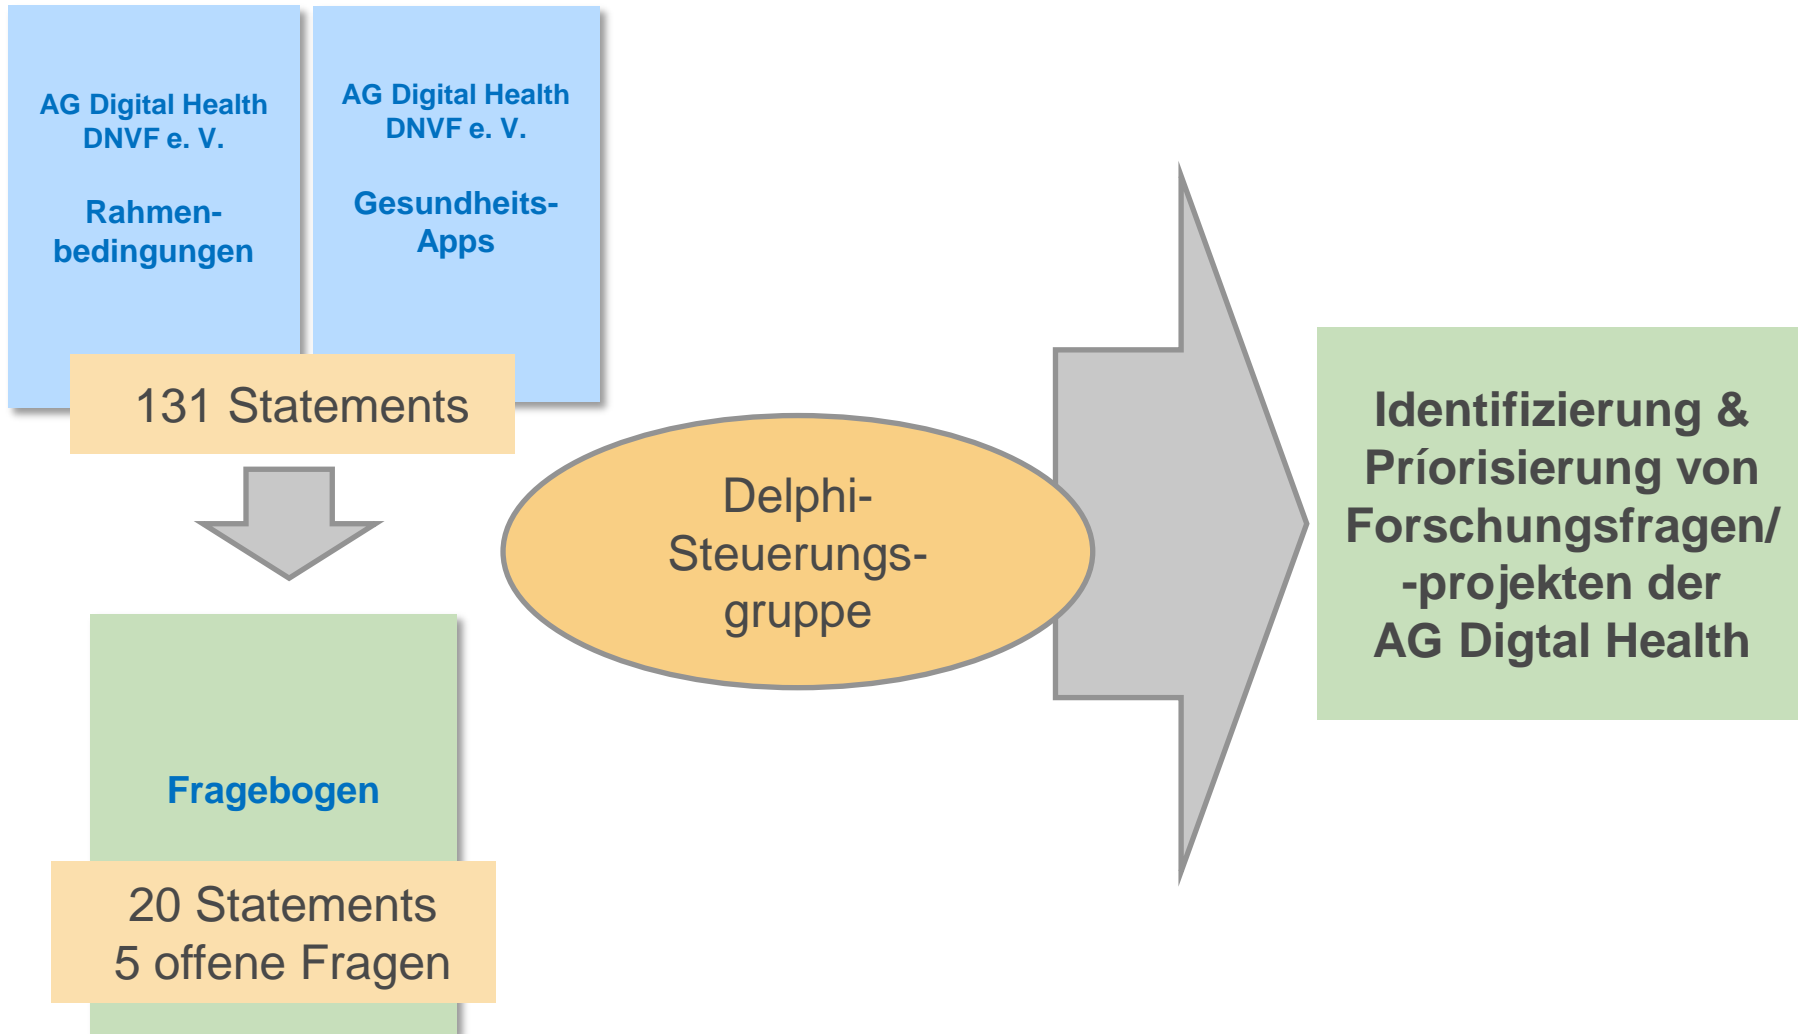 AG Digital Health
DNVF e. V.
Rahmen-
bedingungen
AG Digital Health
DNVF e. V.
Gesundheits-
Apps
131 Statements
Fragebogen
20 Statements
5 offene Fragen
Delphi-
Steuerungs-
gruppe
Identifizierung &
Príorisierung von
Forschungsfragen/
-projekten der
AG Digtal Health